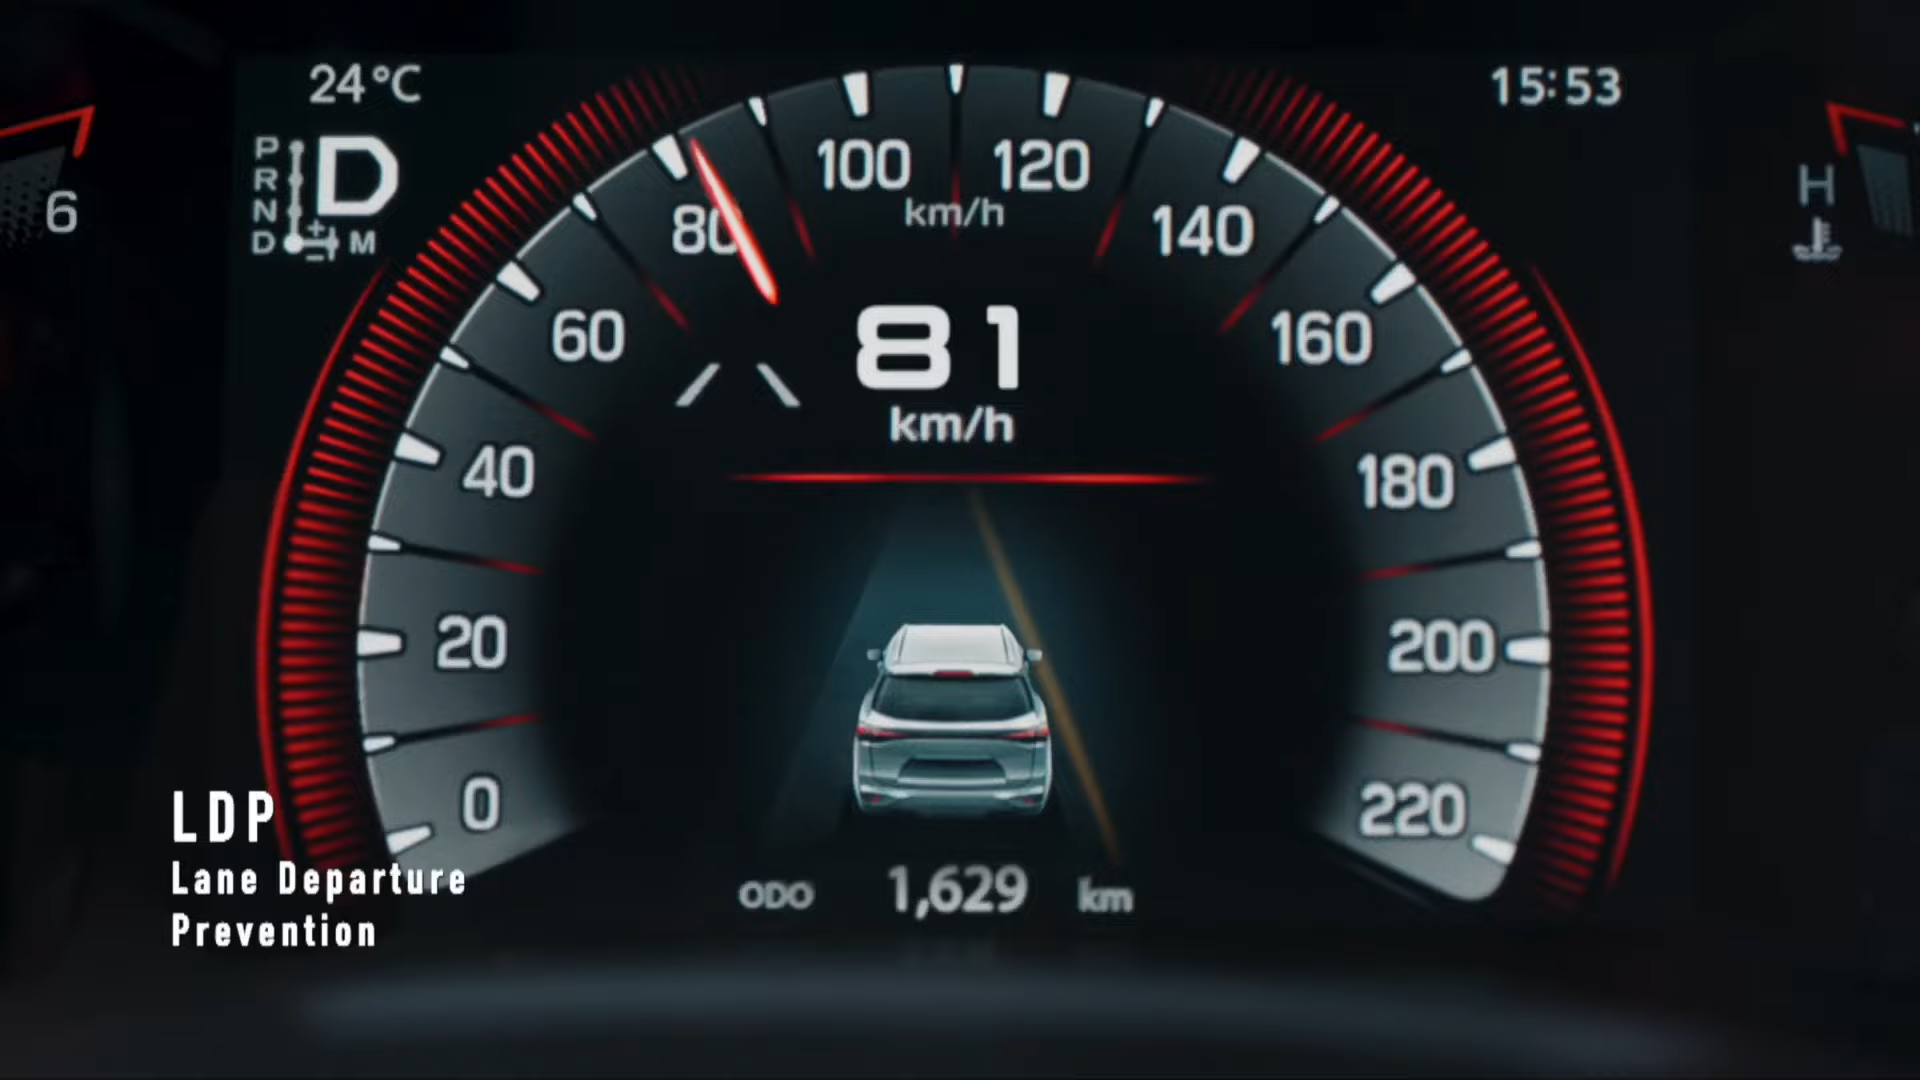 24°C
15:53
P
R
N
D M
D
6
H
0
20
40
60
80
100
120
140
160
180
200
220
km/h
81
km/h
ODO 1,629 km
LDP
Lane Departure
Prevention